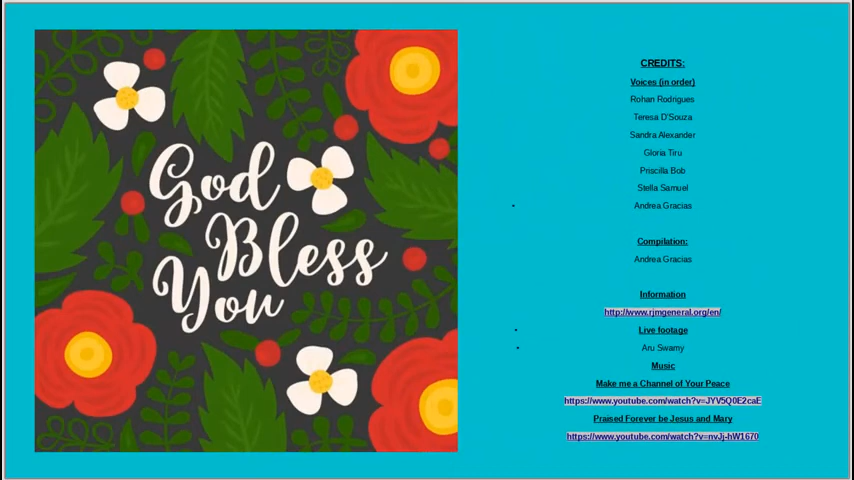 God
Bless
You
CREDITS:
Voices (in order)
Rohan Rodrigues
Teresa D'Souza
Sandra Alexander
Gloria Tiru
Priscilla Bob
Stella Samuel
Andrea Gracias
Compilation:
Andrea Gracias
Information
http://www.rjmgeneral.org/en/
Live footage
Aru Swamy
Music
Make me a Channel of Your Peace
https://www.youtube.com/watch?v=JYV5Q0E2caE
Praised Forever be Jesus and Mary
https://www.youtube.com/watch?v=nvJj-hW1670